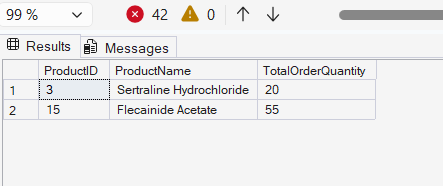 99 % 42 0
Results Messages
ProductID ProductName TotalOrderQuantity
1 3 Sertraline Hydrochloride 20
2 15 Flecainide Acetate 55